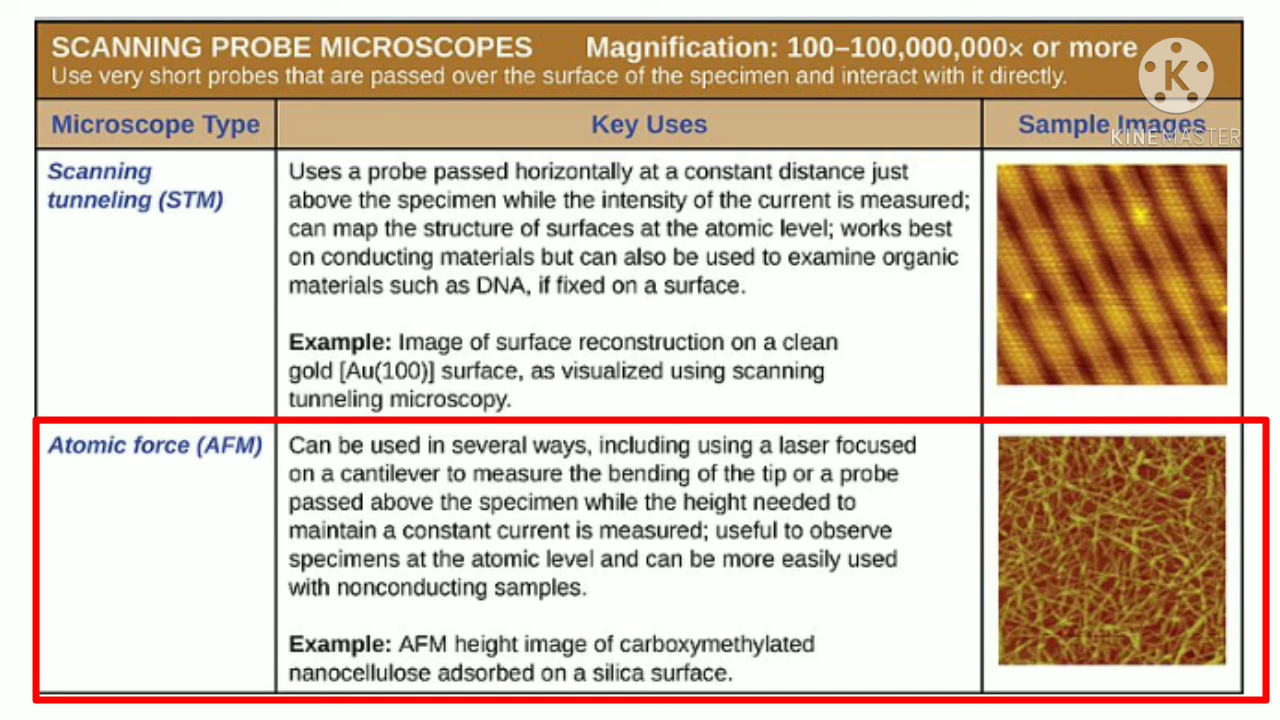 SCANNING PROBE MICROSCOPES Magnification: 100–100,000,000× or more
Use very short probes that are passed over the surface of the specimen and interact with it directly.
Microscope Type Key Uses Sample Images
K
KINEMASTER
Scanning
tunneling (STM)
Uses a probe passed horizontally at a constant distance just
above the specimen while the intensity of the current is measured;
can map the structure of surfaces at the atomic level; works best
on conducting materials but can also be used to examine organic
materials such as DNA, if fixed on a surface.
Example: Image of surface reconstruction on a clean
gold [Au(100)] surface, as visualized using scanning
tunneling microscopy.
Atomic force (AFM)
Can be used in several ways, including using a laser focused
on a cantilever to measure the bending of the tip or a probe
passed above the specimen while the height needed to
maintain a constant current is measured; useful to observe
specimens at the atomic level and can be more easily used
with nonconducting samples.
Example: AFM height image of carboxymethylated
nanocellulose adsorbed on a silica surface.